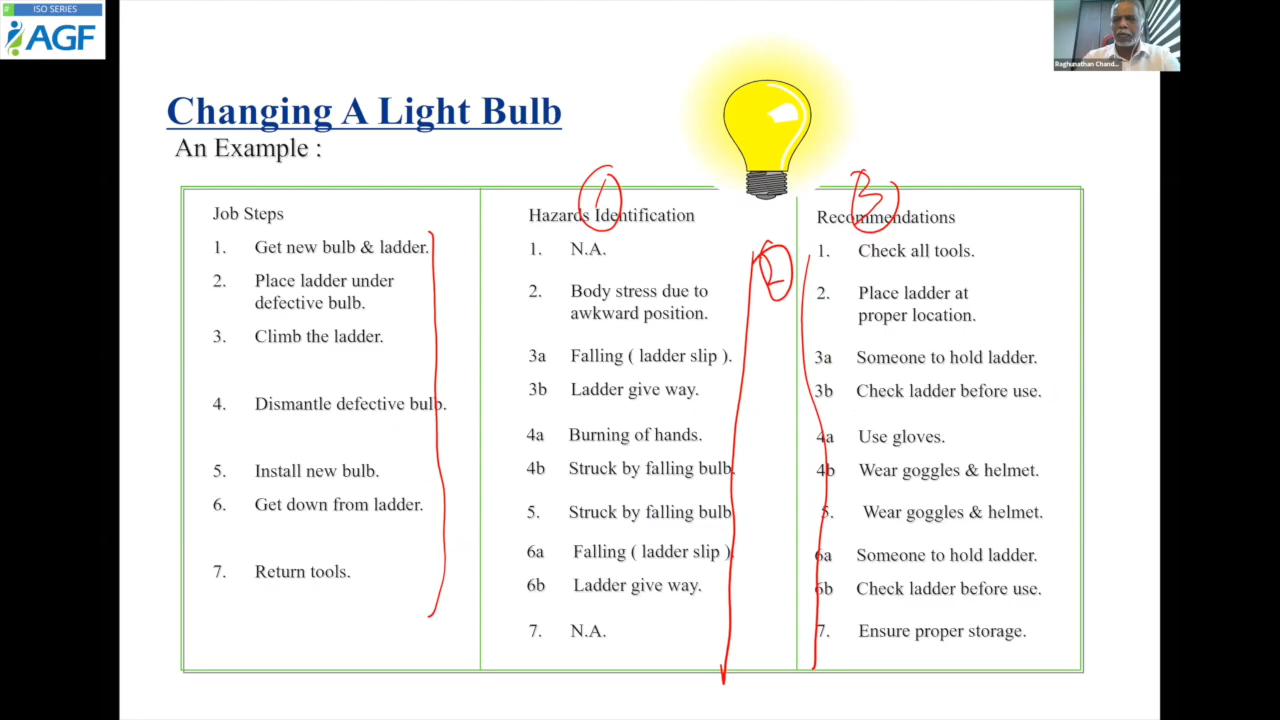 # ISO SERIES
AGF
Raghunathan Chand...
Changing A Light Bulb
An Example :
Job Steps
1. Get new bulb & ladder.
2. Place ladder under
defective bulb.
3. Climb the ladder.
4. Dismantle defective bulb.
5. Install new bulb.
6. Get down from ladder.
7. Return tools.
1
Hazards Identification
1. N.A.
2. Body stress due to
awkward position.
3a Falling ( ladder slip ).
3b Ladder give way.
4a Burning of hands.
4b Struck by falling bulb.
5. Struck by falling bulb
6a Falling ( ladder slip ).
6b Ladder give way.
7. N.A.
2
3
Recommendations
1. Check all tools.
2. Place ladder at
proper location.
3a Someone to hold ladder.
3b Check ladder before use.
4a Use gloves.
4b Wear goggles & helmet.
5. Wear goggles & helmet.
6a Someone to hold ladder.
6b Check ladder before use.
7. Ensure proper storage.